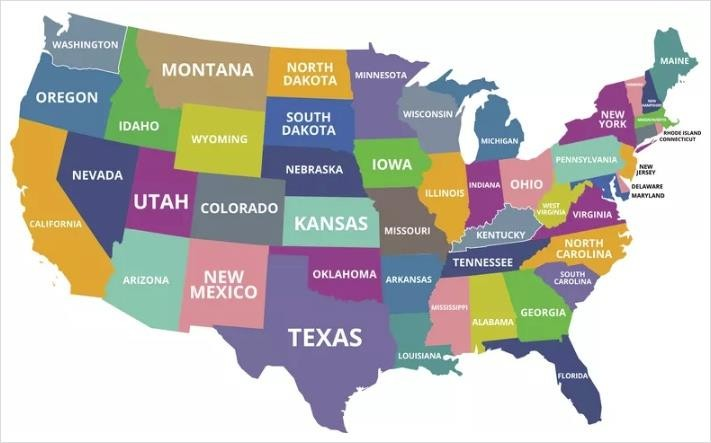 WASHINGTON
MONTANA
NORTH
DAKOTA
MINNESOTA
MAINE
OREGON
IDAHO
WYOMING
SOUTH
DAKOTA
WISCONSIN
MICHIGAN
NEW
YORK
RHODE ISLAND
CONNECTICUT
NEVADA
UTAH
COLORADO
NEBRASKA
IOWA
ILLINOIS
INDIANA
OHIO
PENNSYLVANIA
NEW
JERSEY
DELAWARE
MARYLAND
CALIFORNIA
KANSAS
MISSOURI
KENTUCKY
WEST
VIRGINIA
VIRGINIA
ARIZONA
NEW
MEXICO
OKLAHOMA
ARKANSAS
TENNESSEE
NORTH
CAROLINA
SOUTH
CAROLINA
TEXAS
LOUISIANA
MISSISSIPPI
ALABAMA
GEORGIA
FLORIDA